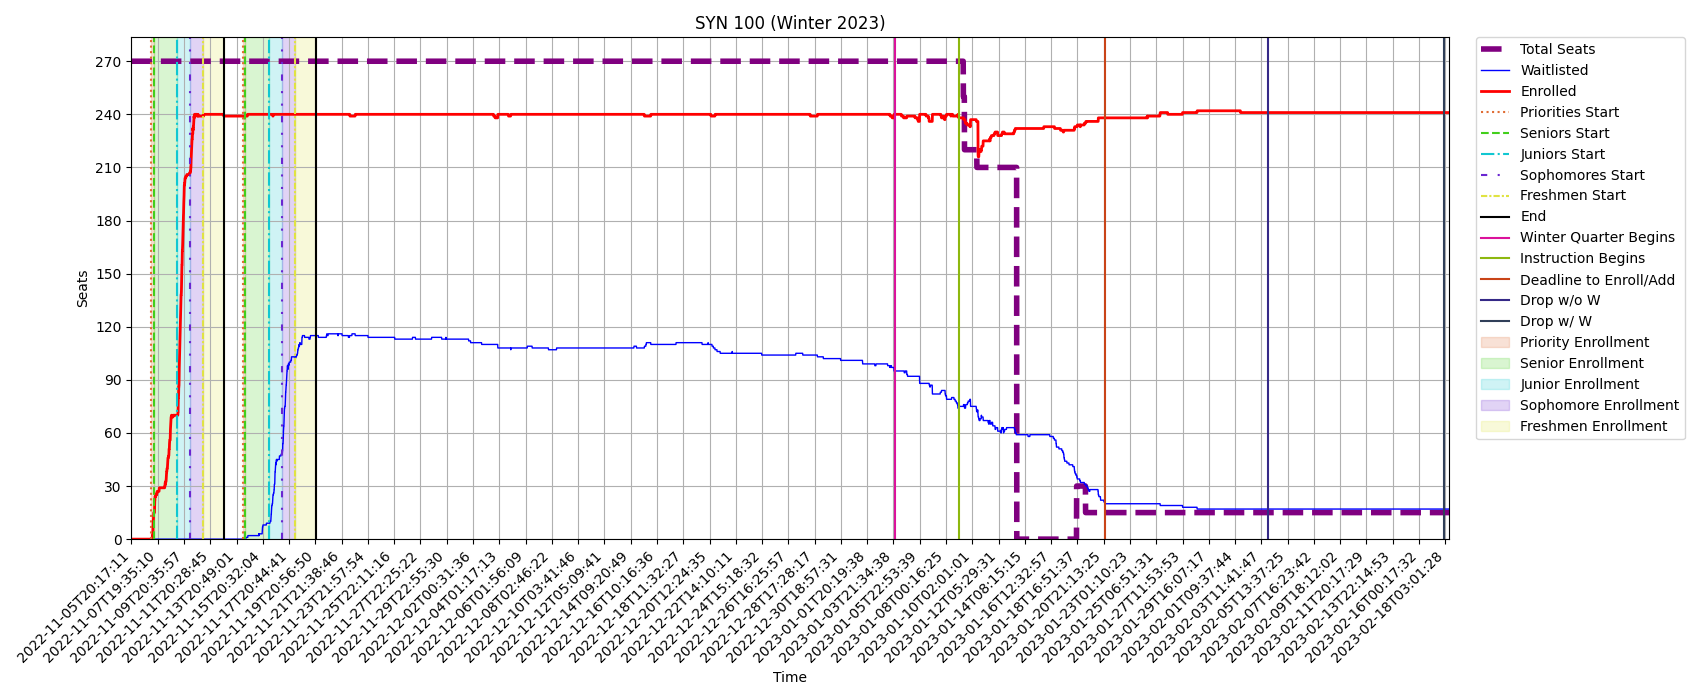 SYN 100 (Winter 2023)
Seats
270
240
210
180
150
120
90
60
30
0
2022-11-05T20:17:11
2022-11-07T19:35:10
2022-11-09T20:35:57
2022-11-11T20:28:45
2022-11-13T20:49:01
2022-11-15T20:32:04
2022-11-17T20:44:41
2022-11-19T20:56:50
2022-11-21T21:38:46
2022-11-23T21:57:54
2022-11-25T22:11:16
2022-11-27T22:25:22
2022-11-29T22:55:30
2022-12-02T00:31:36
2022-12-04T01:17:13
2022-12-06T01:56:09
2022-12-08T02:46:22
2022-12-10T03:41:46
2022-12-12T05:09:41
2022-12-14T09:20:49
2022-12-16T10:16:36
2022-12-18T11:32:27
2022-12-20T12:24:35
2022-12-22T14:10:11
2022-12-24T15:18:32
2022-12-26T16:25:57
2022-12-28T17:28:17
2022-12-30T18:57:31
2023-01-01T20:19:38
2023-01-03T21:34:38
2023-01-05T22:53:39
2023-01-08T00:16:25
2023-01-10T02:01:01
2023-01-12T05:29:31
2023-01-14T08:15:15
2023-01-16T12:32:57
2023-01-18T16:51:37
2023-01-20T21:13:25
2023-01-23T01:10:23
2023-01-25T06:51:31
2023-01-27T11:53:53
2023-01-29T16:07:17
2023-02-01T09:37:44
2023-02-03T11:41:47
2023-02-05T13:37:25
2023-02-07T16:23:42
2023-02-09T18:12:02
2023-02-11T20:17:29
2023-02-13T22:14:53
2023-02-16T00:17:32
2023-02-18T03:01:28
Time
Total Seats
Waitlisted
Enrolled
Priorities Start
Seniors Start
Juniors Start
Sophomores Start
Freshmen Start
End
Winter Quarter Begins
Instruction Begins
Deadline to Enroll/Add
Drop w/o W
Drop w/ W
Priority Enrollment
Senior Enrollment
Junior Enrollment
Sophomore Enrollment
Freshmen Enrollment